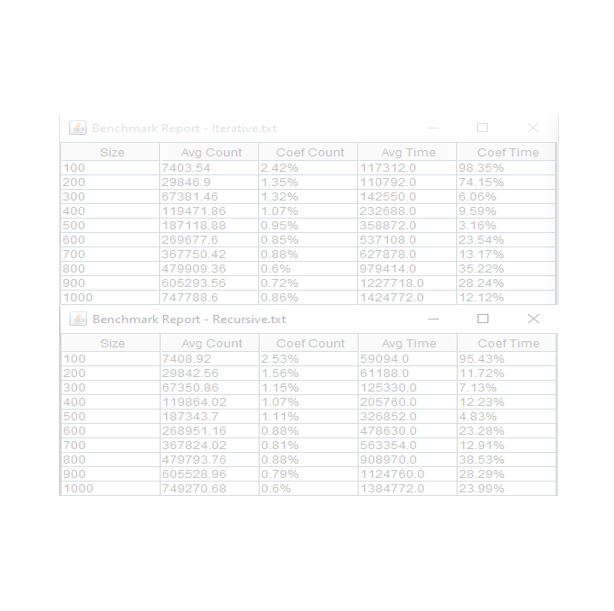 Benchmark Report - Iterative.txt
Size Avg Count Coef Count Avg Time Coef Time
100 7403.54 2.42% 117312.0 98.35%
200 29846.9 1.35% 110792.0 74.15%
300 67381.46 1.32% 142550.0 6.06%
400 119471.86 1.07% 232688.0 9.59%
500 187118.88 0.95% 358872.0 3.16%
600 269677.6 0.85% 537108.0 23.54%
700 367750.42 0.88% 627878.0 13.17%
800 479909.36 0.6% 979414.0 35.22%
900 605293.56 0.72% 1227718.0 28.24%
1000 747788.6 0.86% 1424772.0 12.12%
Benchmark Report - Recursive.txt
Size Avg Count Coef Count Avg Time Coef Time
100 7408.92 2.53% 59094.0 95.43%
200 29842.56 1.56% 61188.0 11.72%
300 67350.86 1.15% 125330.0 7.13%
400 119864.02 1.07% 205760.0 12.23%
500 187343.7 1.11% 326852.0 4.83%
600 268951.16 0.88% 478630.0 23.28%
700 367824.02 0.81% 563354.0 12.91%
800 479793.76 0.88% 908970.0 38.53%
900 605528.96 0.79% 1124760.0 28.29%
1000 749270.68 0.6% 1384772.0 23.99%